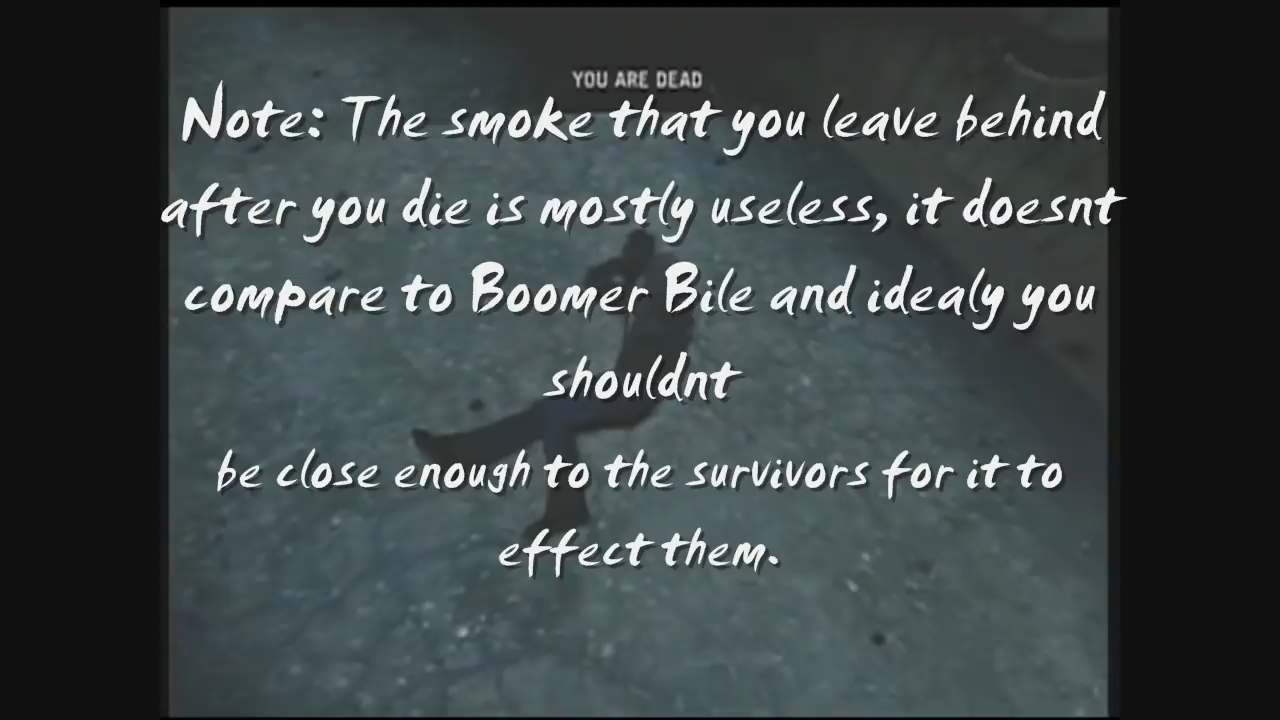 YOU ARE DEAD
Note: The smoke that you leave behind
after you die is mostly useless, it doesnt
compare to Boomer Bile and idealy you
shouldnt
be close enough to the survivors for it to
effect them.